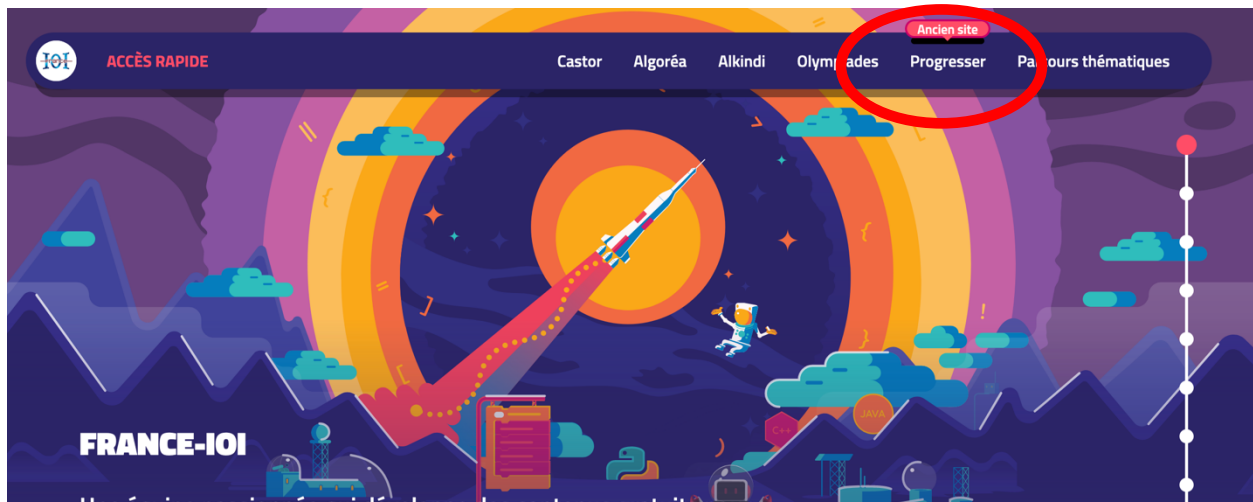 Ancien site
IOI ACCÈS RAPIDE Castor Algoréa Alkindi Olympiades Progresser Parcours thématiques
JAVA
C++
FRANCE-IOI